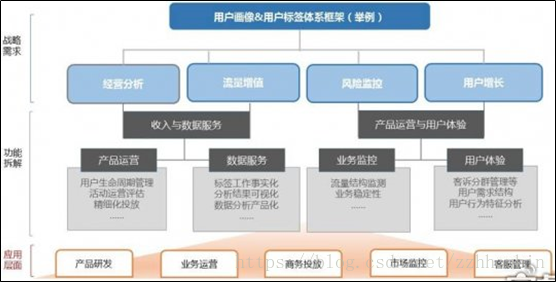 用户画像&用户标签体系框架（举例）
战略
需求
经营分析
流量增值
风险监控
用户增长
收入与数据服务
产品运营与用户体验
功能
拆解
产品运营
数据服务
业务监控
用户体验
用户生命周期管理
活动运营评估
精细化投放
......
标签工作事实化
分析结果可视化
数据分析产品化
......
流量结构监测
业务稳定性
......
客诉分群管理等
用户需求结构
用户行为特征分析
......
应用
层面
产品研发
业务运营
商务投放
市场监控
客服管理